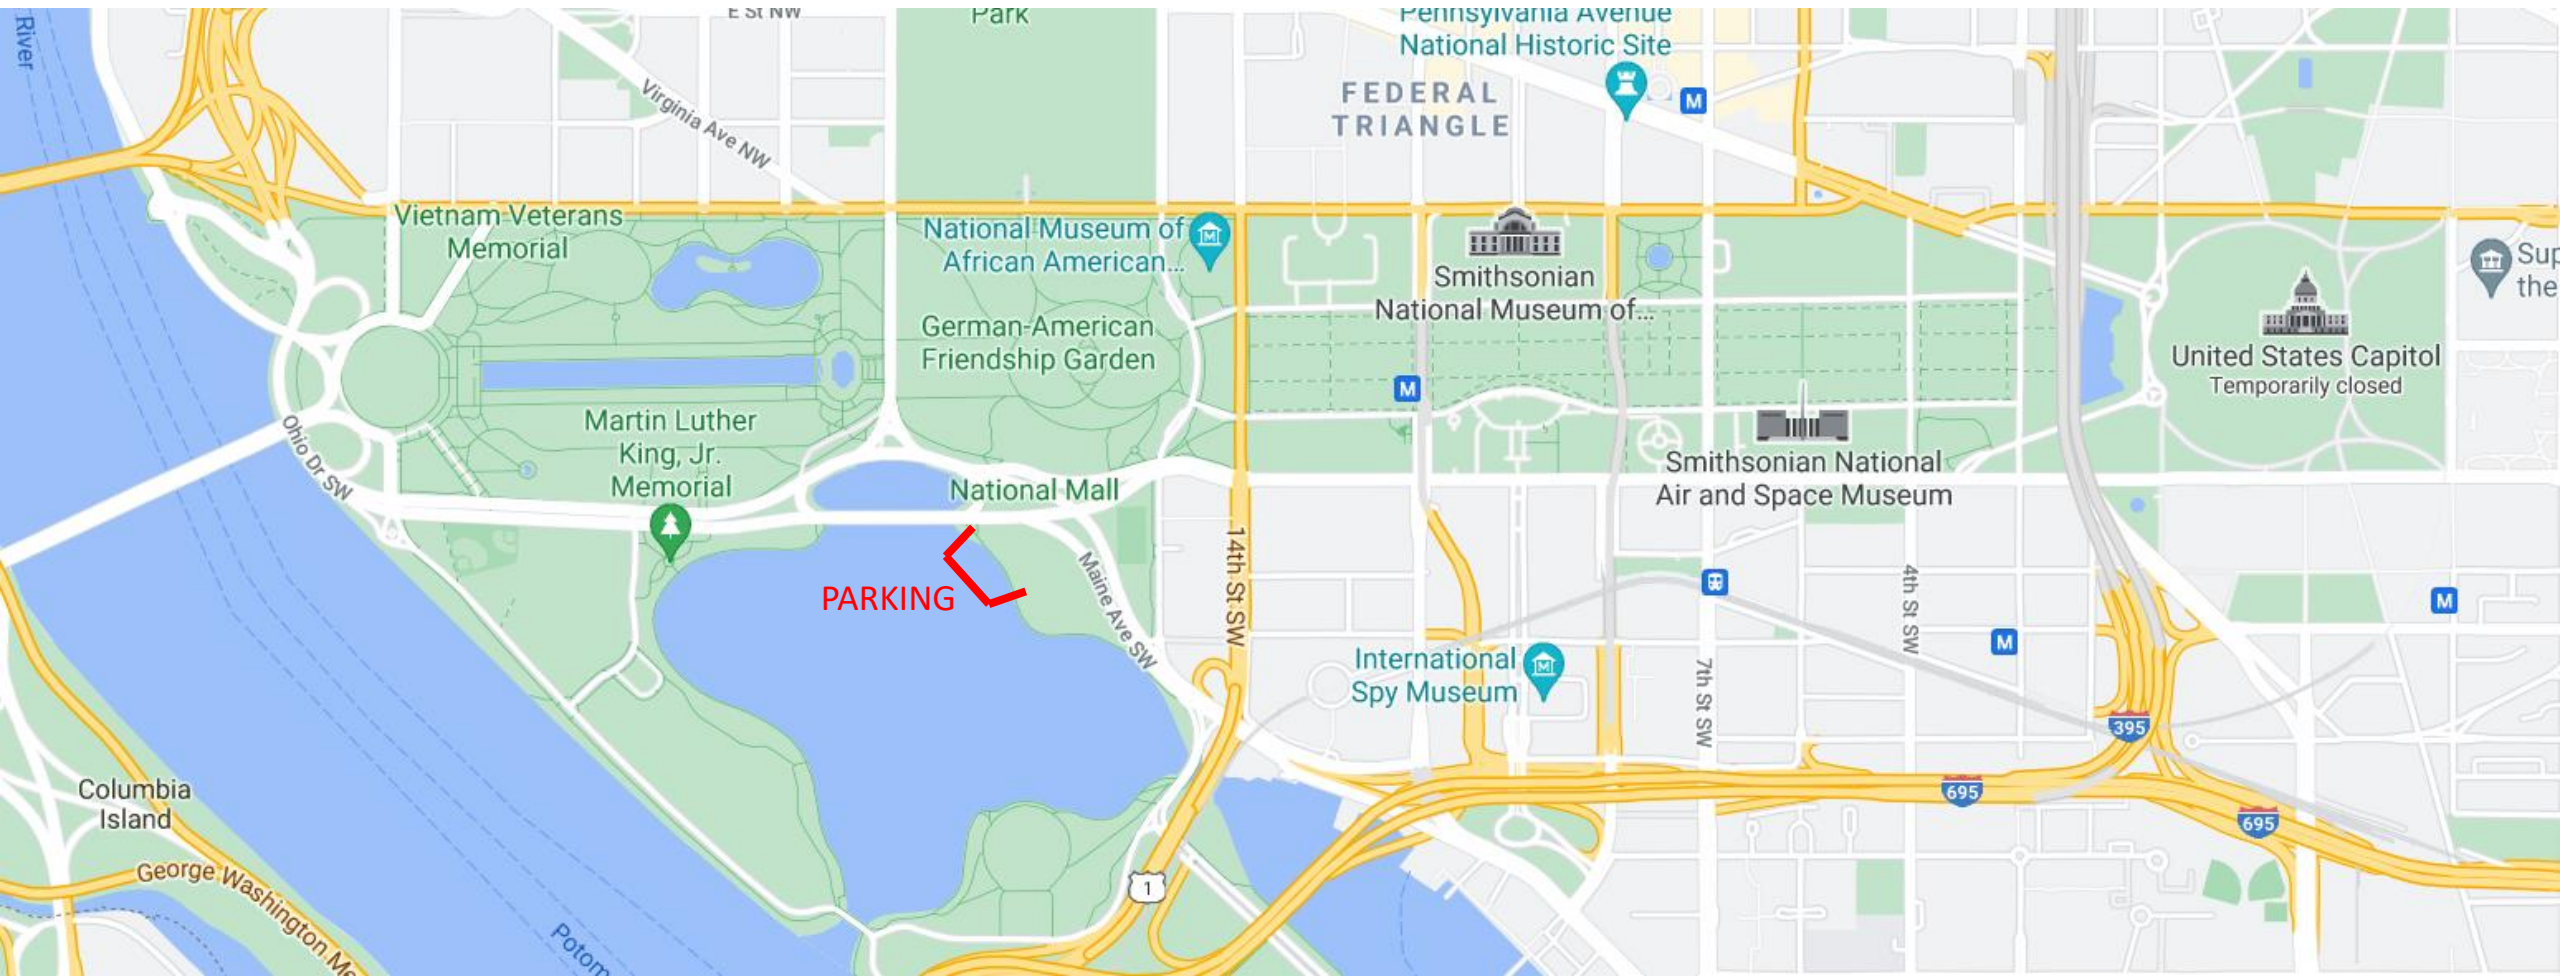 E St NW
Park
Pennsylvania Avenue
National Historic Site
River
FEDERAL
TRIANGLE
M
Virginia Ave NW
Vietnam Veterans
Memorial
National Museum of
African American...
Smithsonian
National Museum of...
Sup
the
German-American
Friendship Garden
United States Capitol
Temporarily closed
M
Martin Luther
King, Jr.
Memorial
Ohio Dr SW
National Mall
Smithsonian National
Air and Space Museum
PARKING
Maine Ave SW
14th St SW
4th St SW
M
M
International
Spy Museum
7th St SW
395
695
695
Columbia
Island
George Washington Me
1
Potom